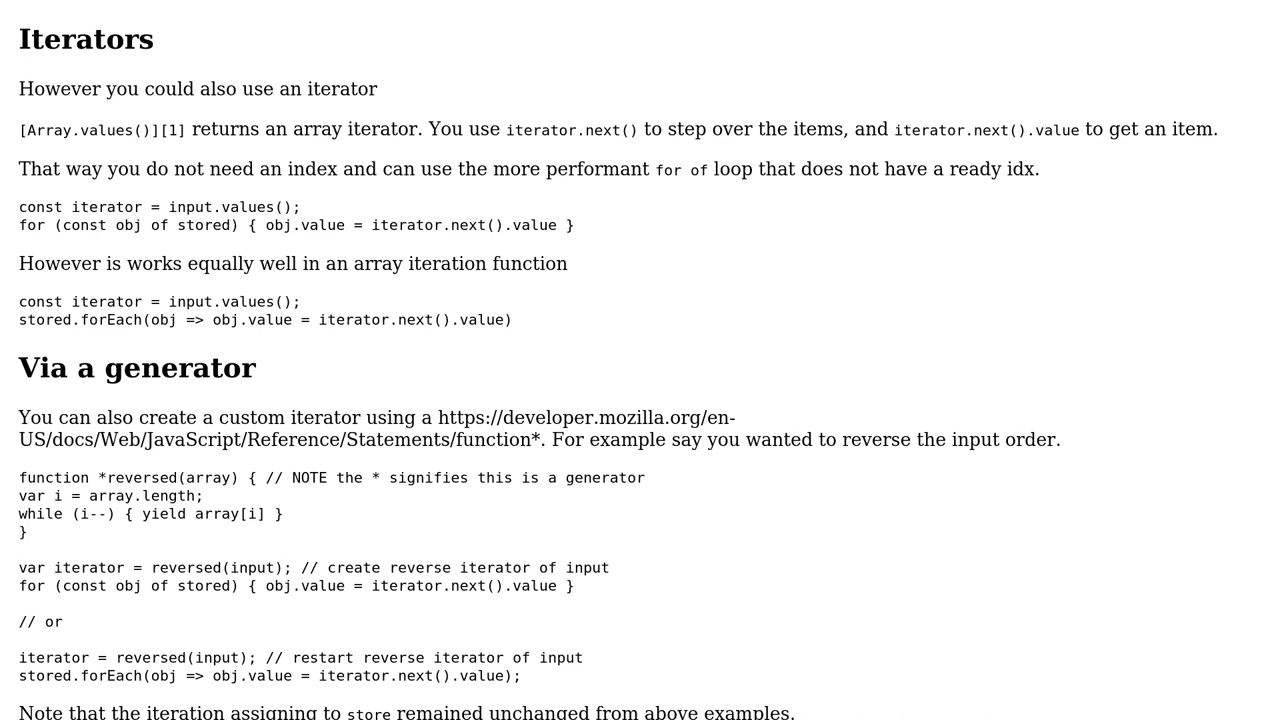 Iterators
However you could also use an iterator
[Array.values()][1] returns an array iterator. You use iterator.next() to step over the items, and iterator.next().value to get an item.
That way you do not need an index and can use the more performant for of loop that does not have a ready idx.
const iterator = input.values();
for (const obj of stored) { obj.value = iterator.next().value }
However is works equally well in an array iteration function
const iterator = input.values();
stored.forEach(obj => obj.value = iterator.next().value)
Via a generator
You can also create a custom iterator using a https://developer.mozilla.org/en-
US/docs/Web/JavaScript/Reference/Statements/function*. For example say you wanted to reverse the input order.
function *reversed(array) { // NOTE the * signifies this is a generator
var i = array.length;
while (i--) { yield array[i] }
}
var iterator = reversed(input); // create reverse iterator of input
for (const obj of stored) { obj.value = iterator.next().value }
// or
iterator = reversed(input); // restart reverse iterator of input
stored.forEach(obj => obj.value = iterator.next().value);
Note that the iteration assigning to store remained unchanged from above examples.